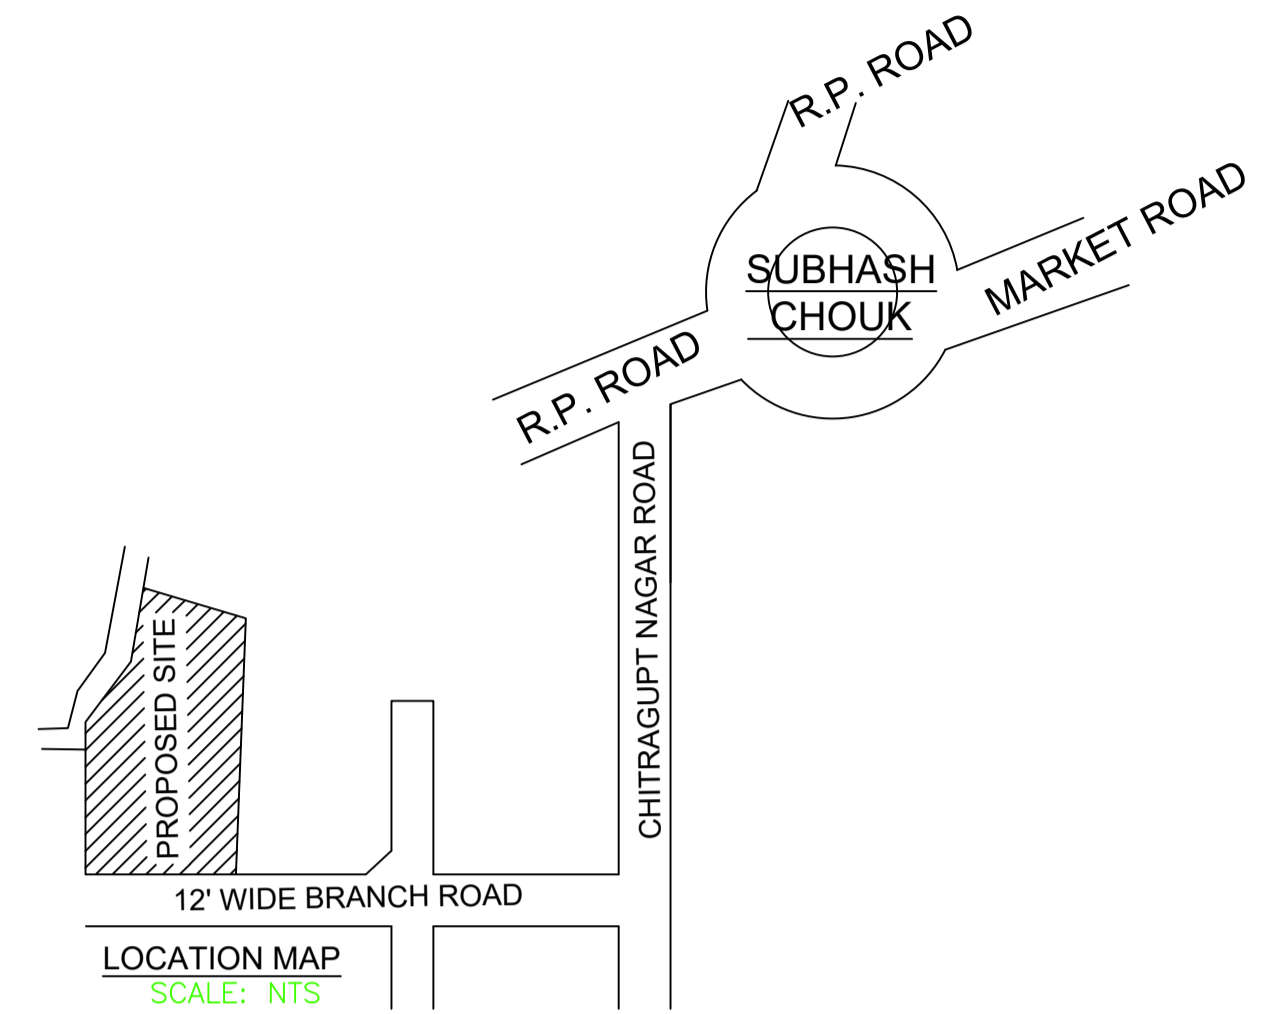 R.P. ROAD
MARKET ROAD
SUBHASH
CHOUK
R.P. ROAD
CHITRAGUPT NAGAR ROAD
PROPOSED SITE
12' WIDE BRANCH ROAD
LOCATION MAP
SCALE: NTS